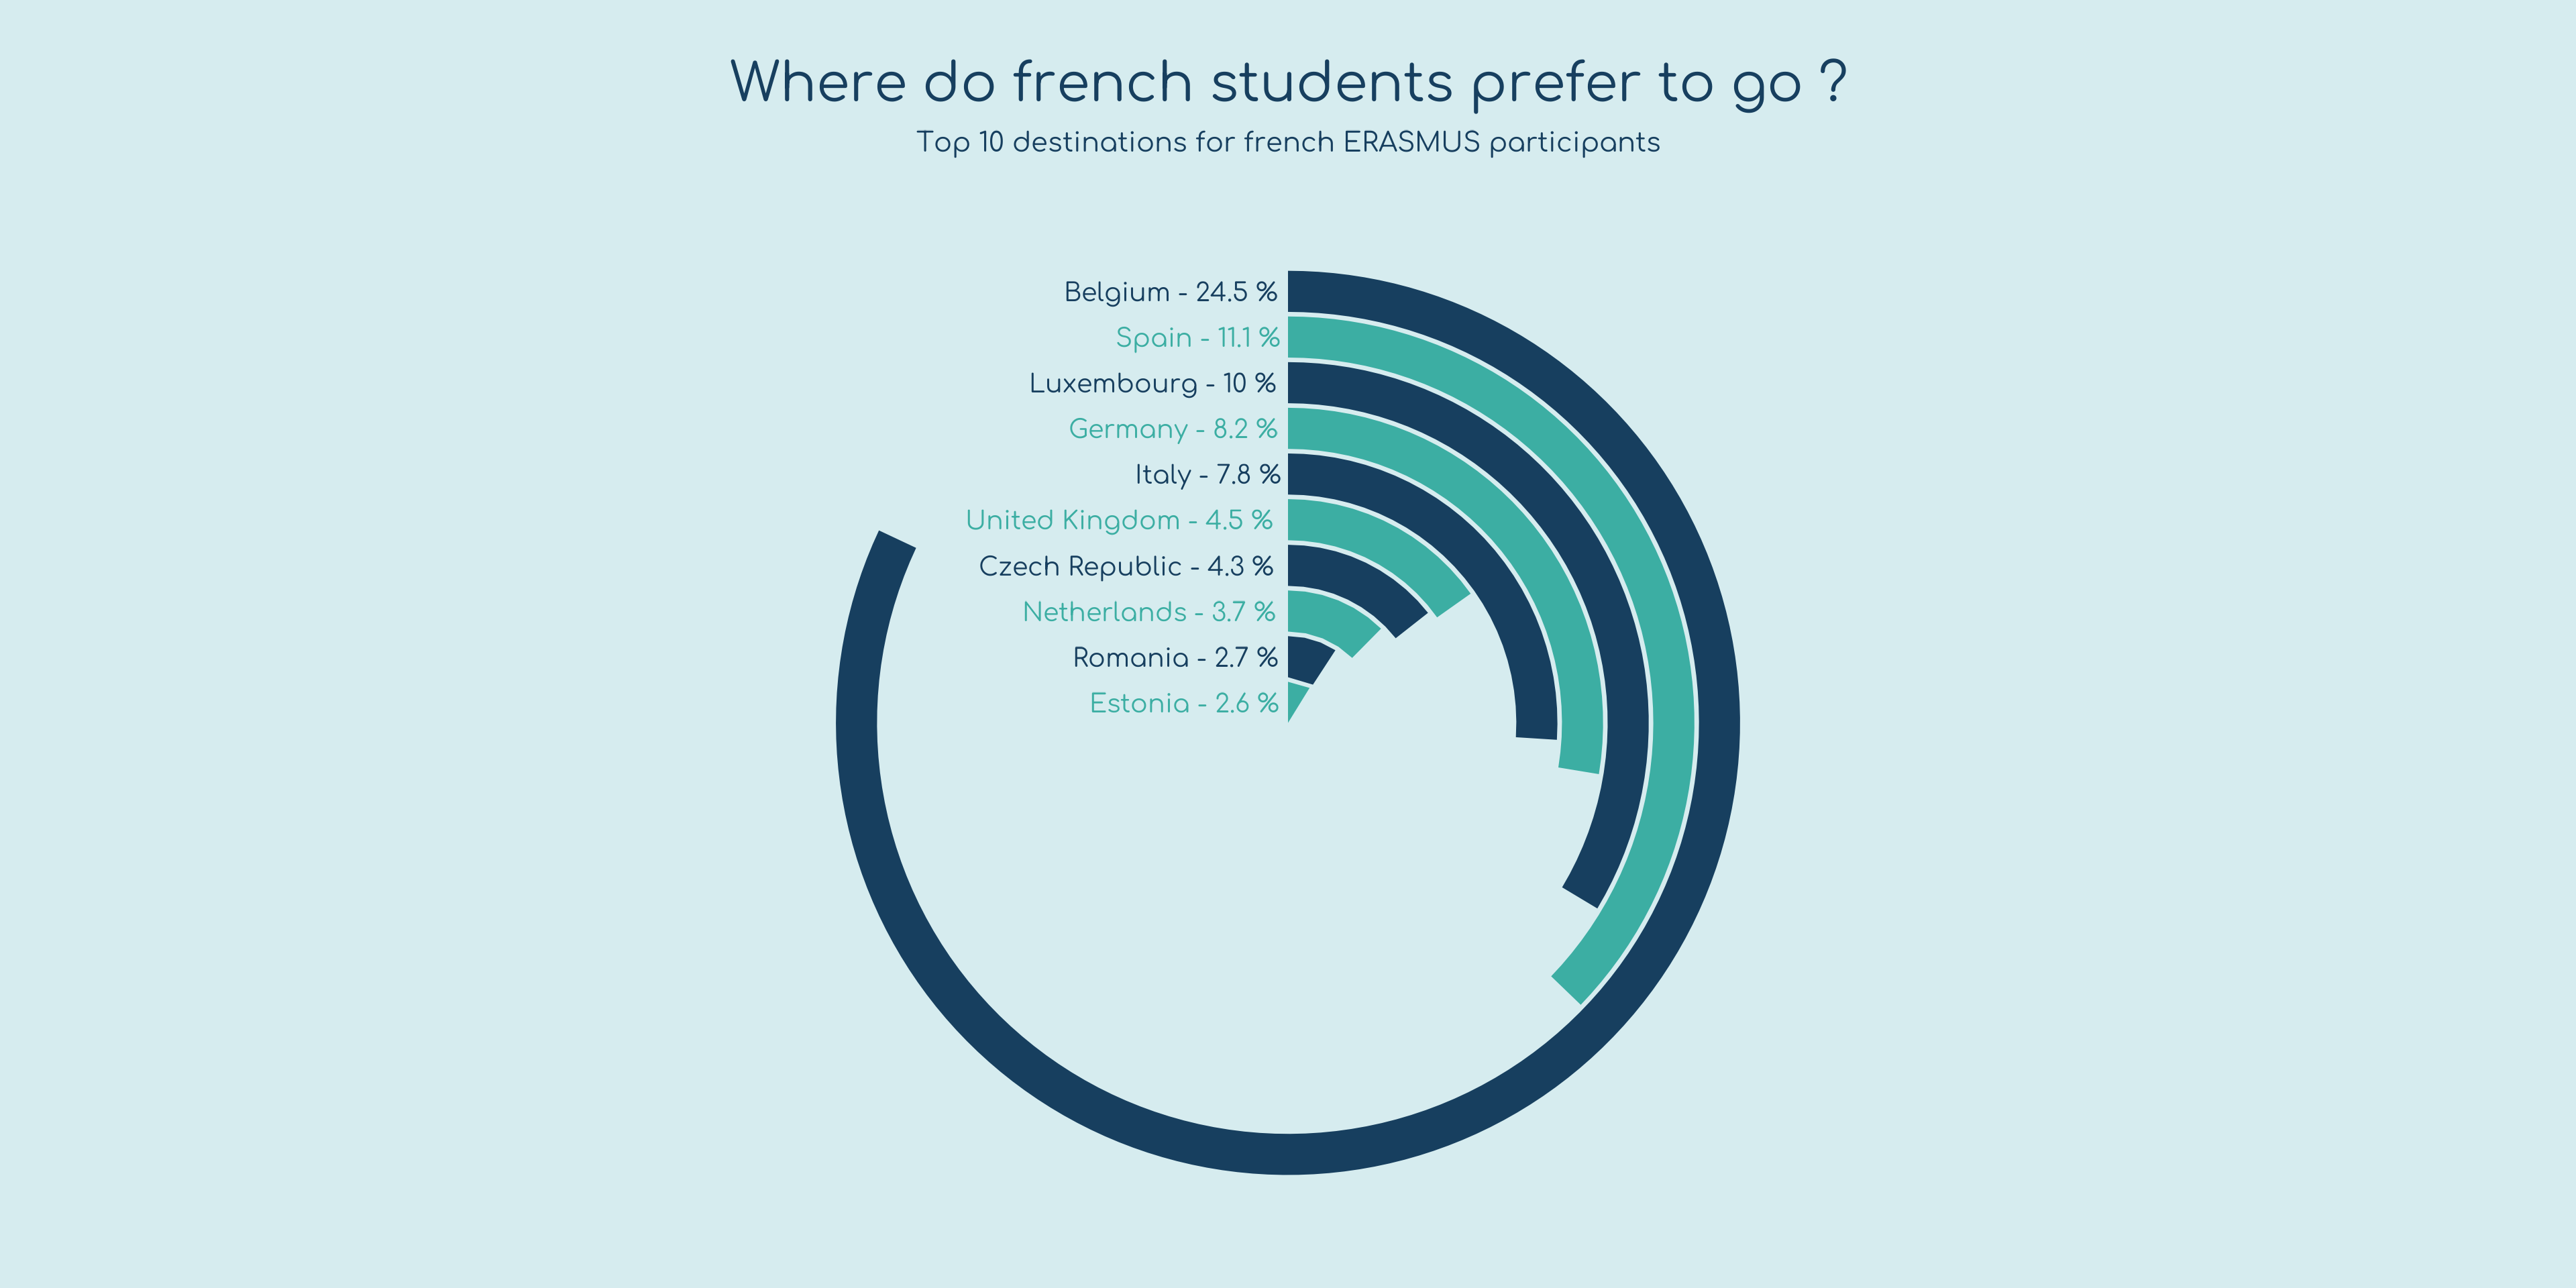 Where do french students prefer to go ?
Top 10 destinations for french ERASMUS participants
Belgium - 24.5 %
Spain - 11.1 %
Luxembourg - 10 %
Germany - 8.2 %
Italy - 7.8 %
United Kingdom - 4.5 %
Czech Republic - 4.3 %
Netherlands - 3.7 %
Romania - 2.7 %
Estonia - 2.6 %